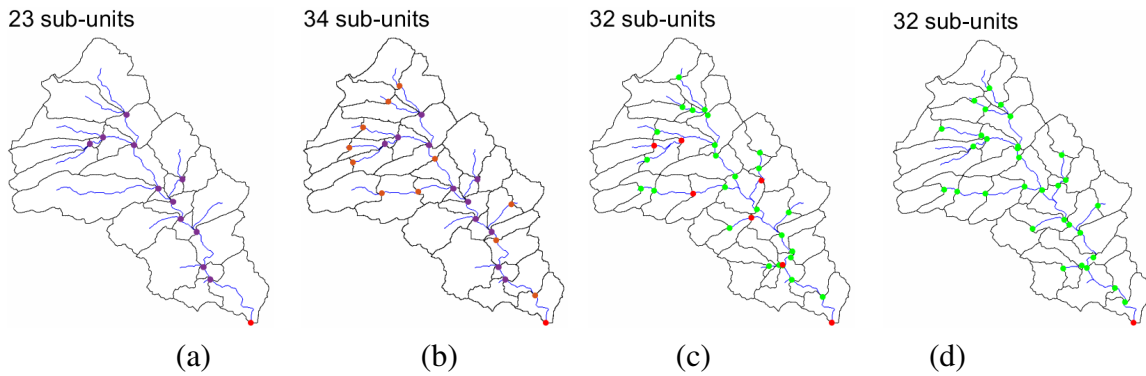 23 sub-units
34 sub-units
32 sub-units
32 sub-units
(a)
(b)
(c)
(d)